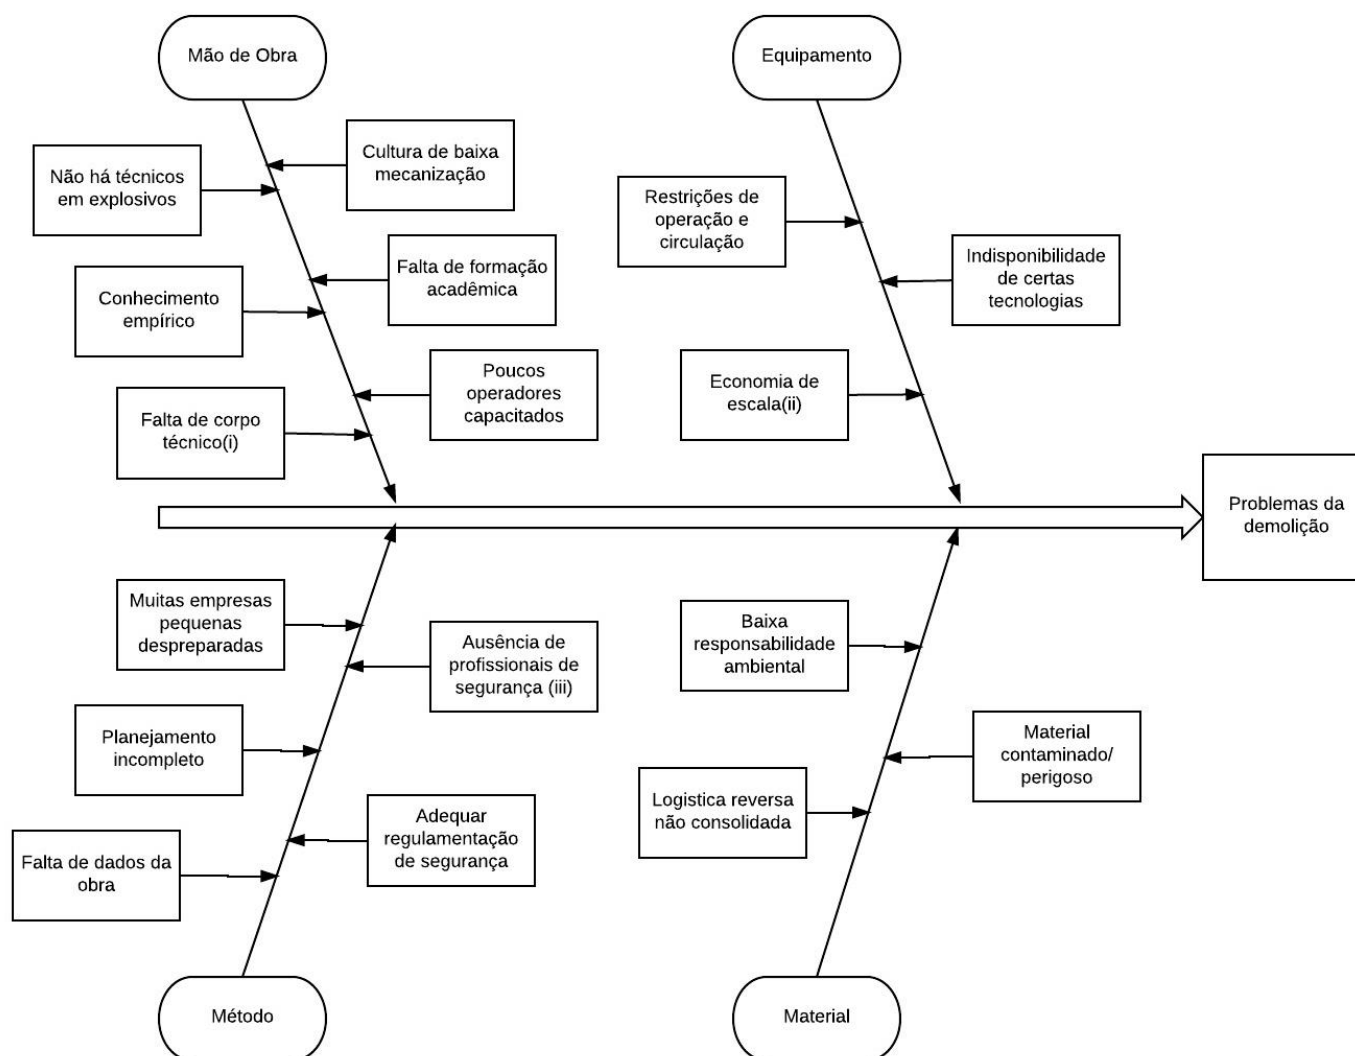 Mão de Obra
Equipamento
Cultura de baixa
mecanização
Não há técnicos
em explosivos
Restrições de
operação e
circulação
Falta de formação
acadêmica
Indisponibilidade
de certas
tecnologias
Conhecimento
empírico
Poucos
operadores
capacitados
Economia de
escala(ii)
Falta de corpo
técnico(i)
Problemas da
demolição
Muitas empresas
pequenas
despreparadas
Ausência de
profissionais de
segurança (iii)
Baixa
responsabilidade
ambiental
Planejamento
incompleto
Material
contaminado/
perigoso
Logistica reversa
não consolidada
Adequar
regulamentação
de segurança
Falta de dados da
obra
Método
Material